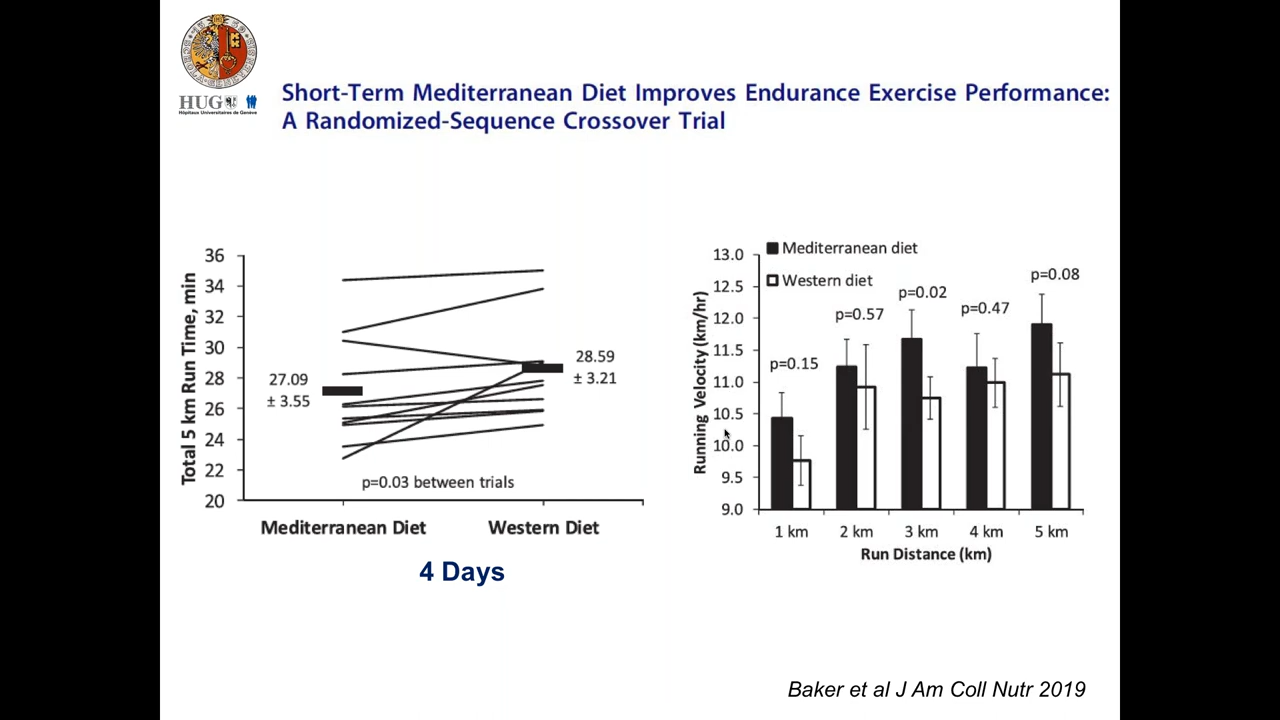 HUG
Hôpitaux Universitaires de Genève
Short-Term Mediterranean Diet Improves Endurance Exercise Performance:
A Randomized-Sequence Crossover Trial
Total 5 km Run Time, min
36
34
32
30
28
26
24
22
20
27.09
± 3.55
28.59
± 3.21
p=0.03 between trials
Mediterranean Diet
Western Diet
4 Days
Running Velocity (km/hr)
13.0
12.5
12.0
11.5
11.0
10.5
10.0
9.5
9.0
Mediterranean diet
Western diet
p=0.15
p=0.57
p=0.02
p=0.47
p=0.08
1 km
2 km
3 km
4 km
5 km
Run Distance (km)
Baker et al J Am Coll Nutr 2019